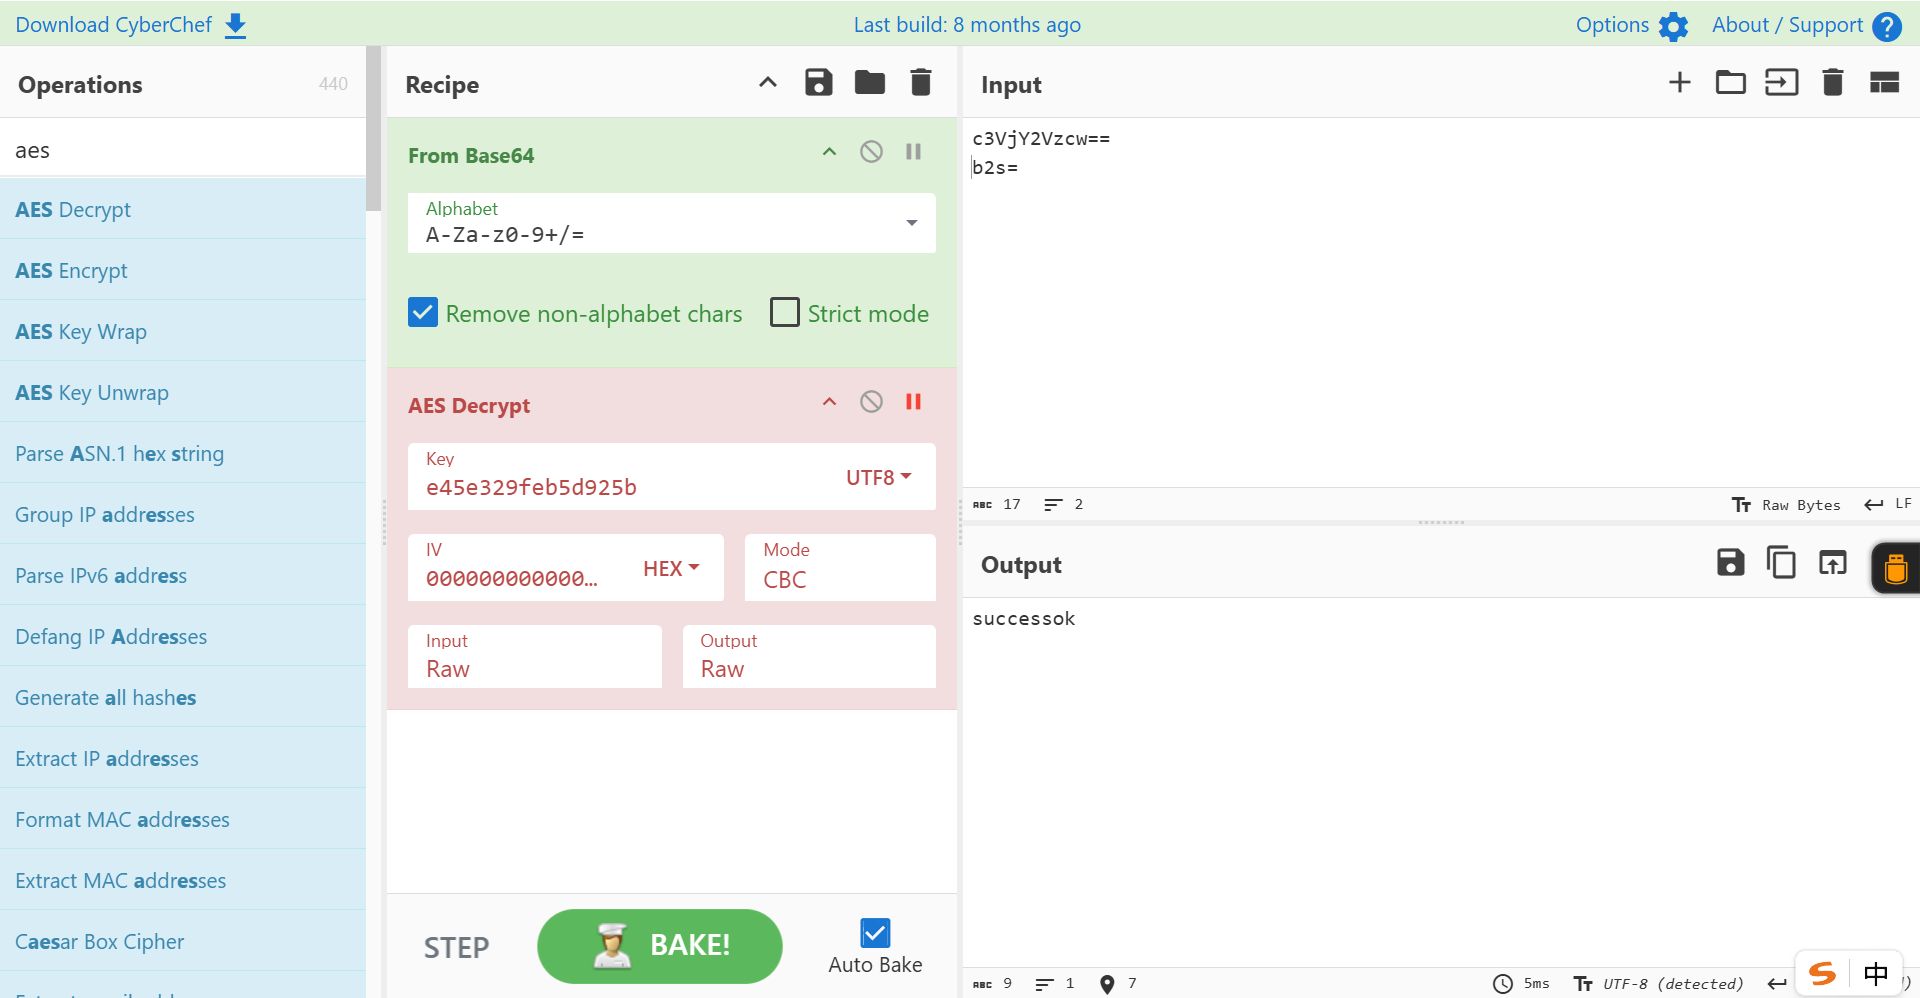 Download CyberChef
Last build: 8 months ago
Options
About / Support
Operations
440
aes
AES Decrypt
AES Encrypt
AES Key Wrap
AES Key Unwrap
Parse ASN.1 hex string
Group IP addresses
Parse IPv6 address
Defang IP Addresses
Generate all hashes
Extract IP addresses
Format MAC addresses
Extract MAC addresses
Caesar Box Cipher
Recipe
From Base64
Alphabet
A-Za-z0-9+/=
Remove non-alphabet chars
Strict mode
AES Decrypt
Key
e45e329feb5d925b
UTF8
IV
000000000000...
HEX
Mode
CBC
Input
Raw
Output
Raw
STEP
BAKE!
Auto Bake
Input
c3VjY2Vzcw==
b2s=
ABC 17
2
Tт Raw Bytes
LF
Output
successok
ABC 9
1
7
5ms
Tт UTF-8 (detected)
中